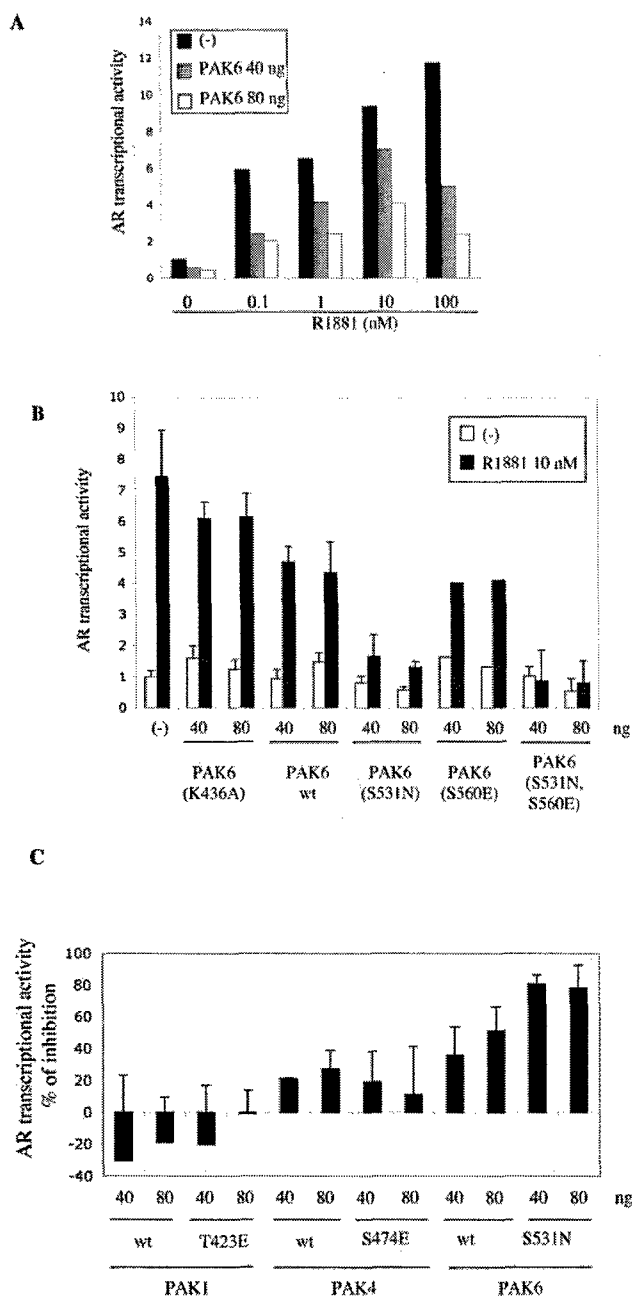 A
AR transcriptional activity
14
12
10
8
6
4
2
0
(-)
PAK6 40 ng
PAK6 80 ng
0 0.1 1 10 100
R1881 (nM)
B
AR transcriptional activity
10
9
8
7
6
5
4
3
2
1
0
(-)
R1881 10 nM
(-) 40 80 40 80 40 80 40 80 40 80 ng
PAK6 (K436A)
PAK6 wt
PAK6 (S531N)
PAK6 (S560E)
PAK6 (S531N, S560E)
C
AR transcriptional activity
% of inhibition
100
80
60
40
20
0
-20
-40
40 80 40 80 40 80 40 80 40 80 40 80 ng
wt T423E wt S474E wt S531N
PAK1 PAK4 PAK6